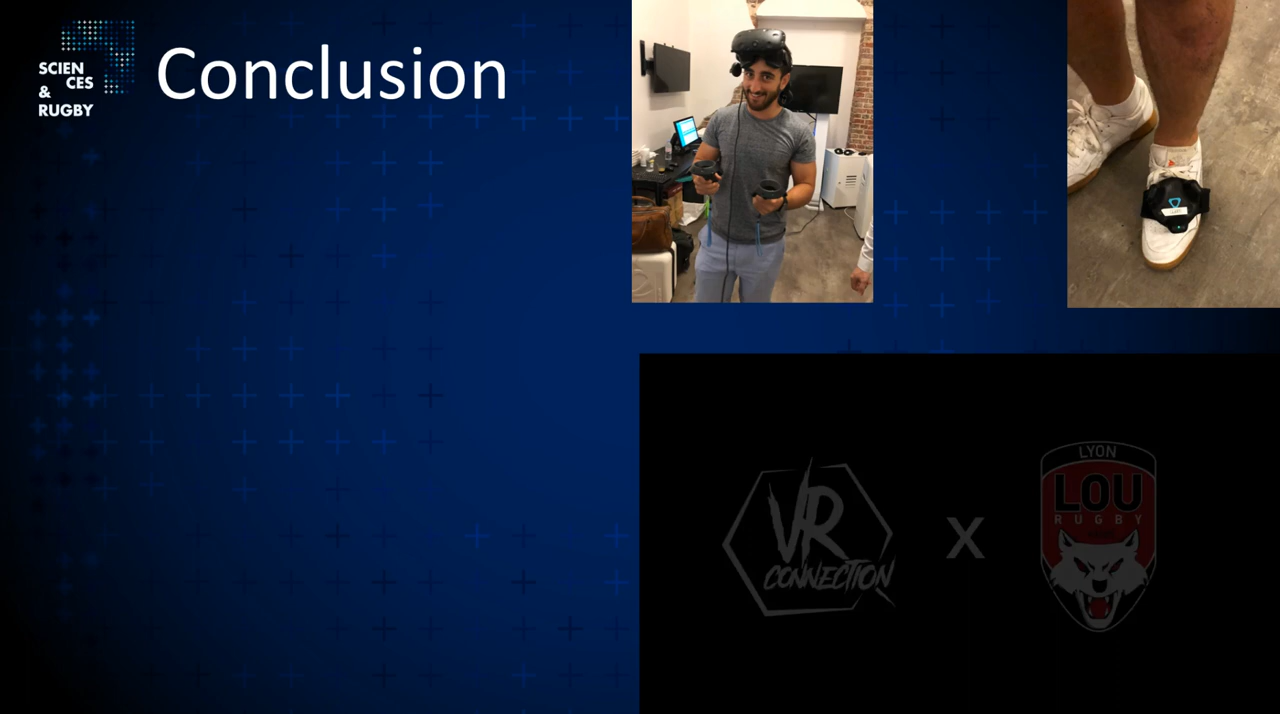 SCIEN
CES
&
RUGBY
Conclusion
VR
CONNECTION
X
LYON
LOU
RUGBY